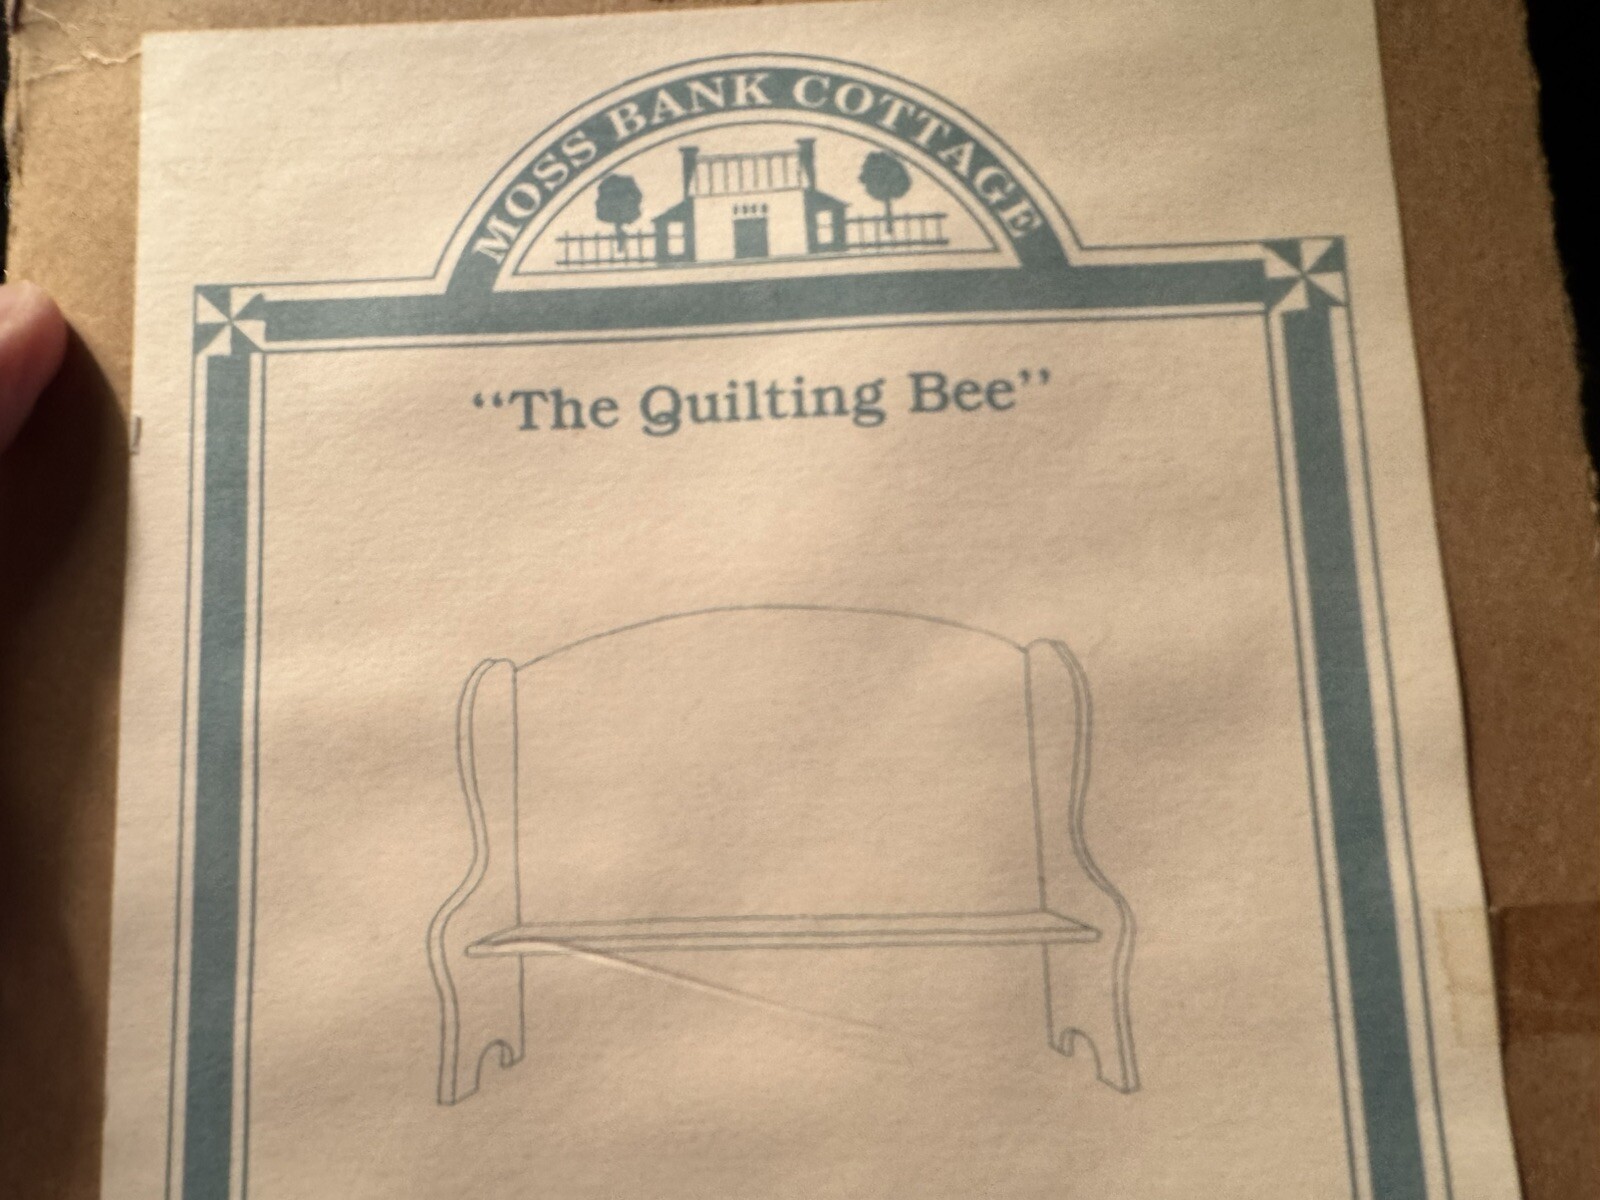 MOSS BANK COTTAGE
“The Quilting Bee”